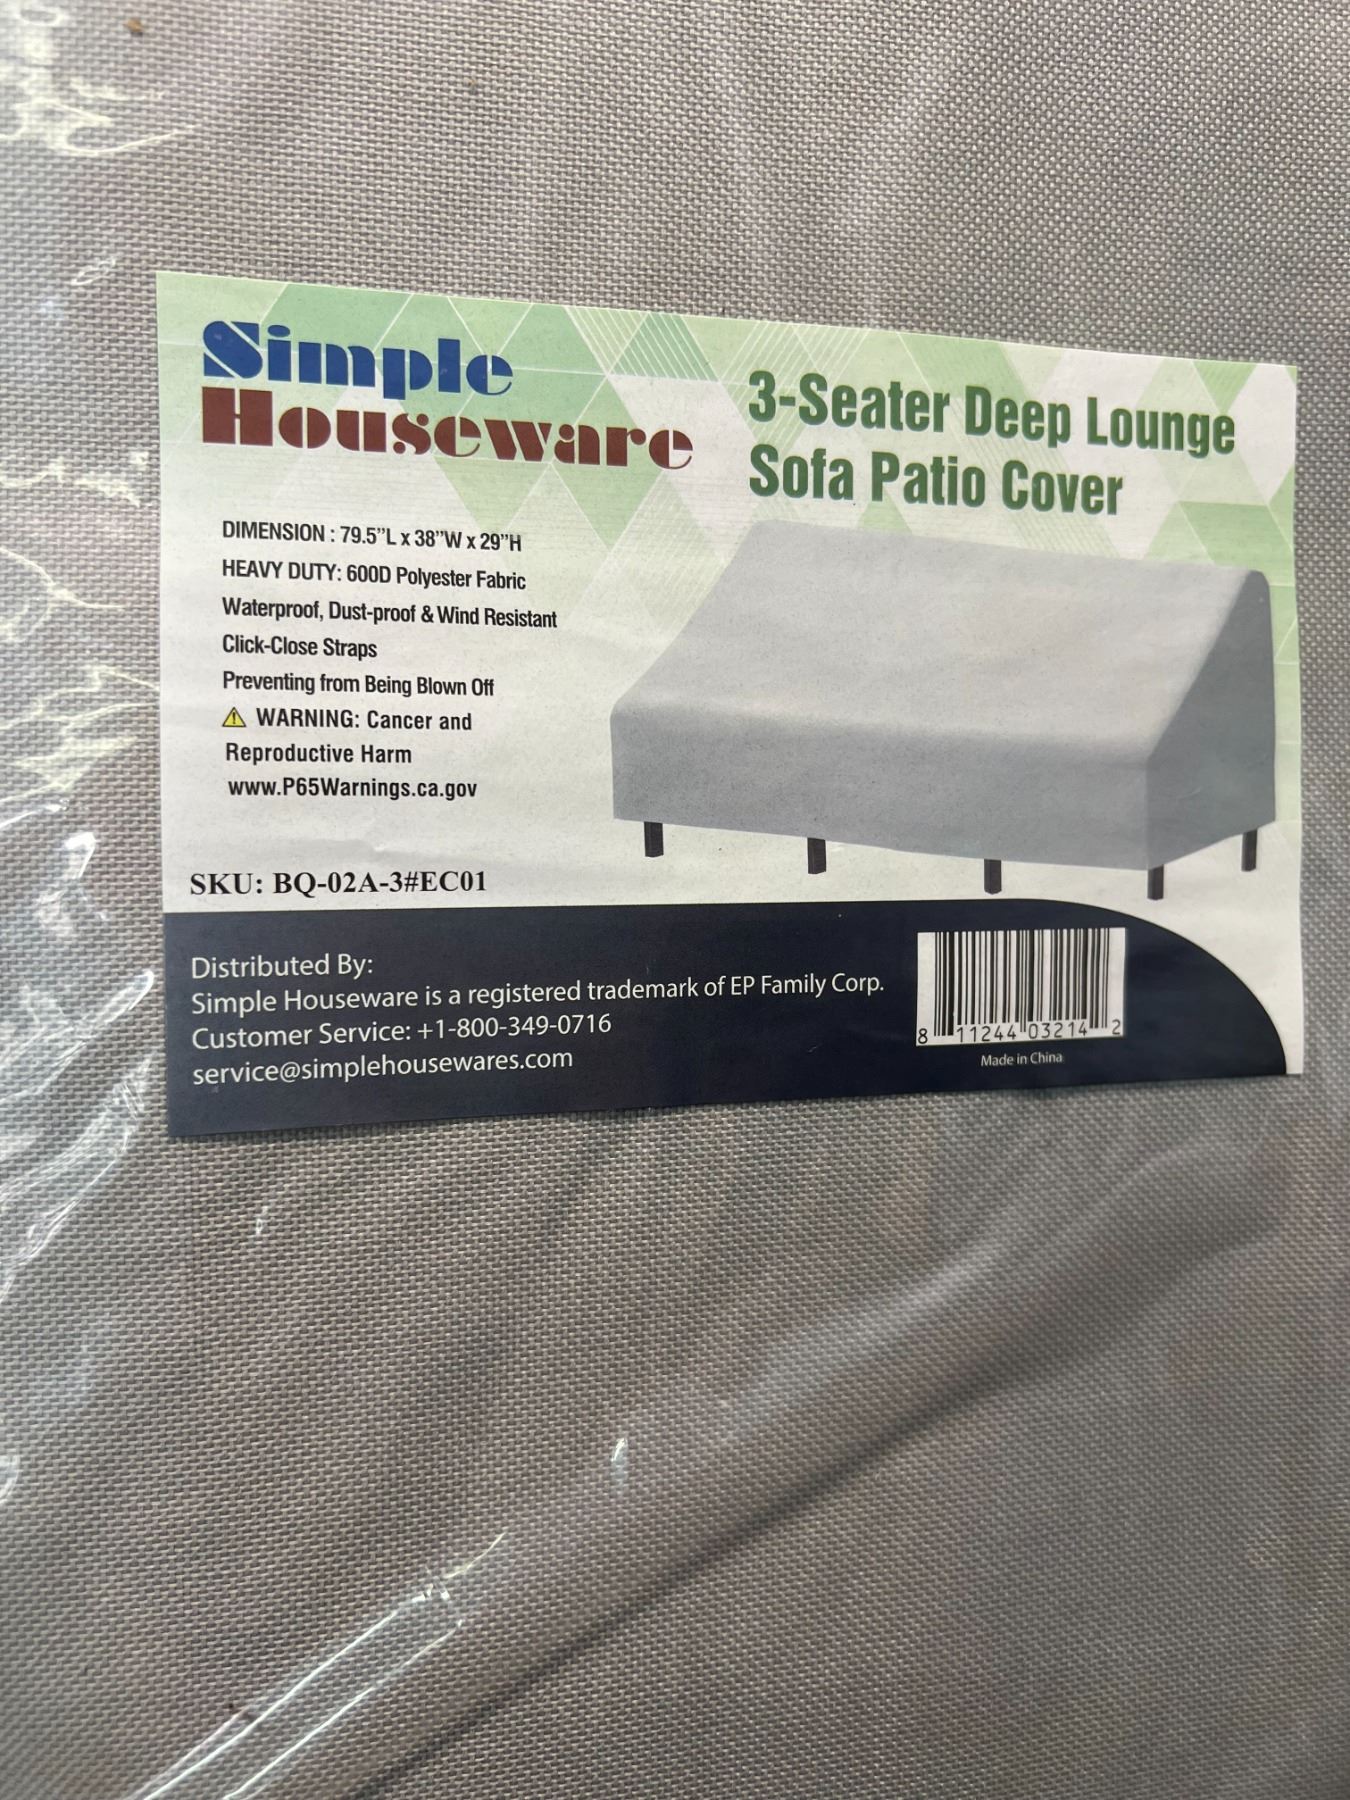 Simple
Houseware
3-Seater Deep Lounge
Sofa Patio Cover
DIMENSION : 79.5"L x 38"W x 29"H
HEAVY DUTY: 600D Polyester Fabric
Waterproof, Dust-proof & Wind Resistant
Click-Close Straps
Preventing from Being Blown Off
WARNING: Cancer and
Reproductive Harm
www.P65Warnings.ca.gov
SKU: BQ-02A-3#EC01
Distributed By:
Simple Houseware is a registered trademark of EP Family Corp.
Customer Service: +1-800-349-0716
service@simplehousewares.com
8 11244 03214 2
Made in China